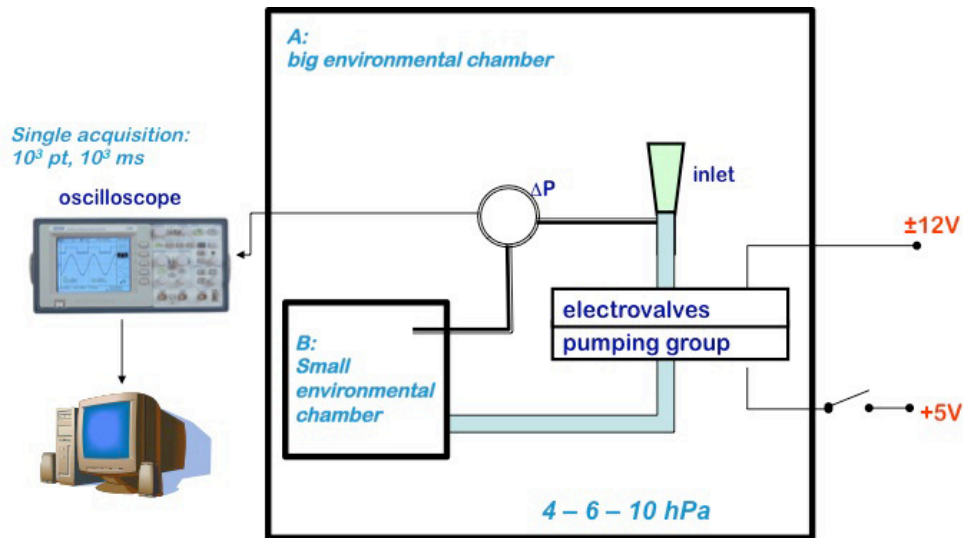 A:
big environmental chamber
Single acquisition:
10³ pt, 10³ ms
oscilloscope
ΔP
inlet
±12V
electrovalves
pumping group
B:
Small
environmental
chamber
+5V
4 – 6 – 10 hPa